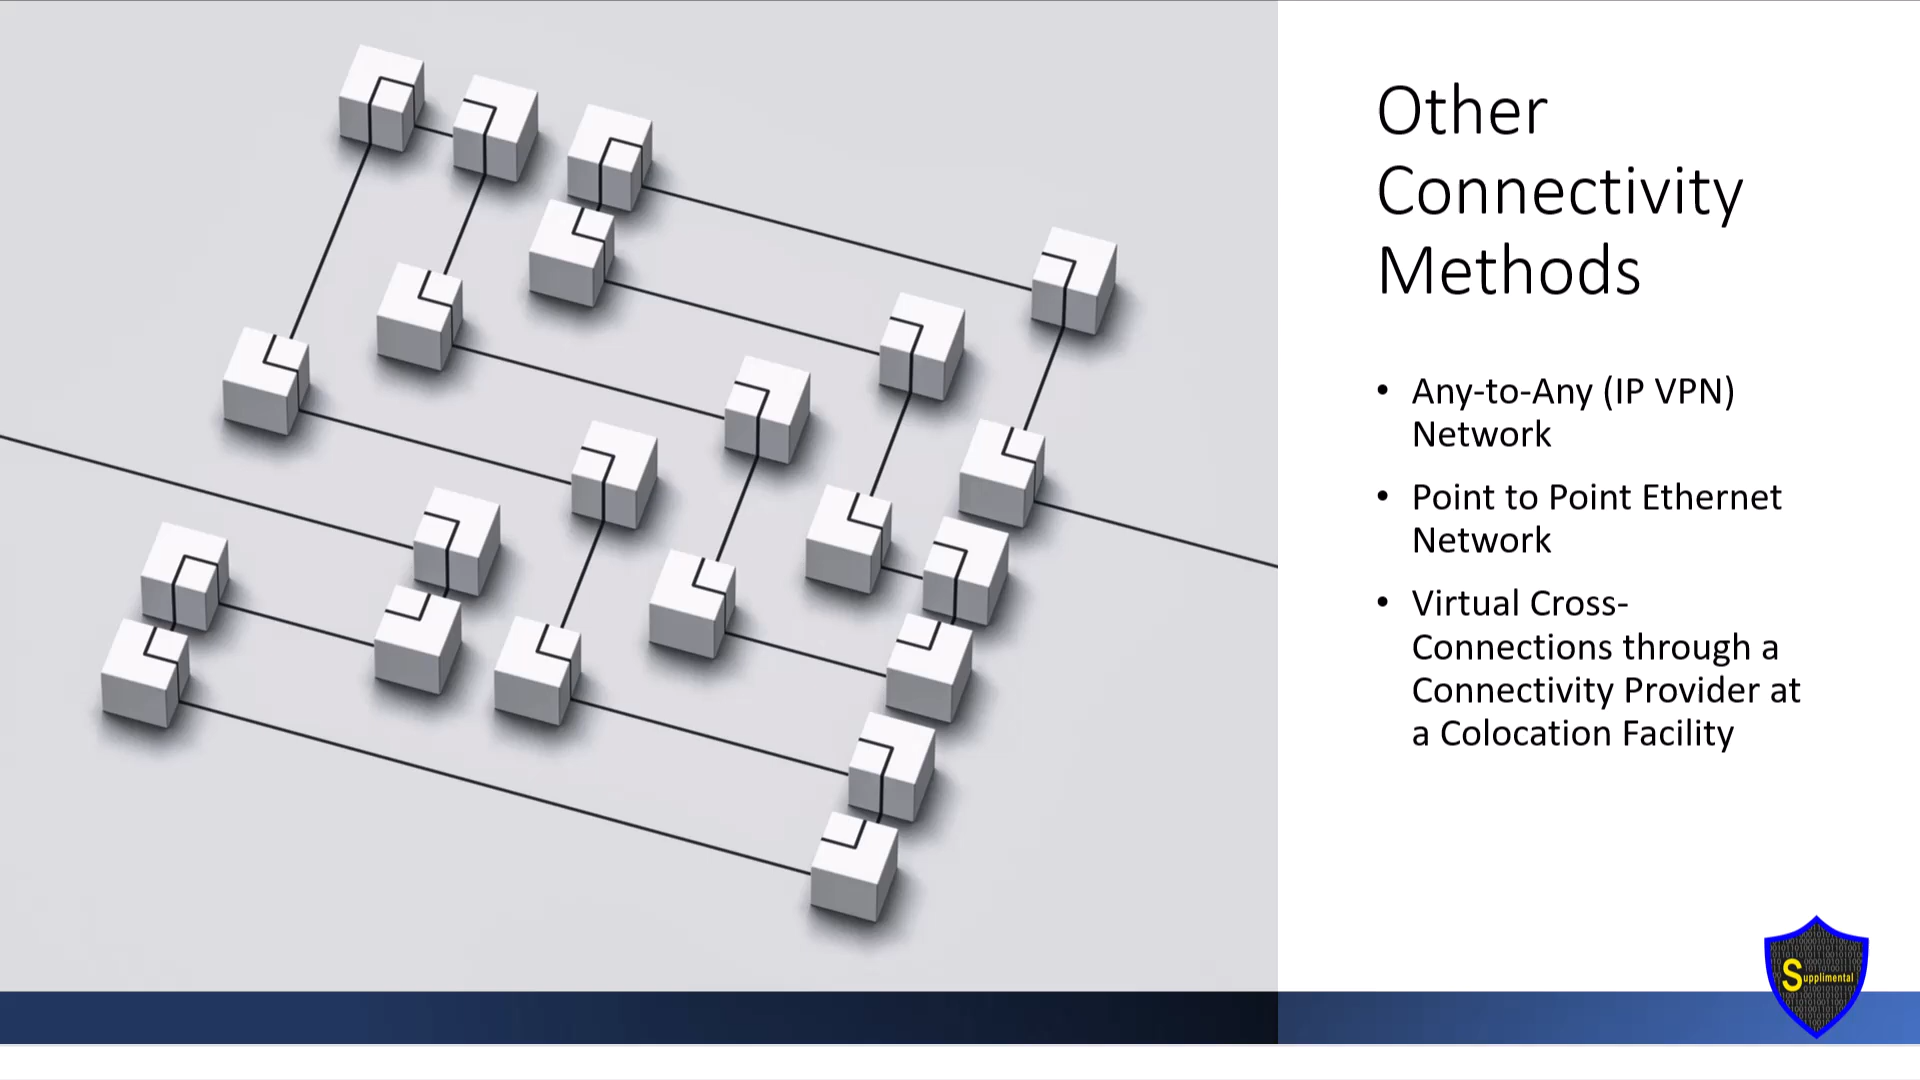 Other
Connectivity
Methods
• Any-to-Any (IP VPN)
Network
• Point to Point Ethernet
Network
• Virtual Cross-
Connections through a
Connectivity Provider at
a Colocation Facility
Supplimental